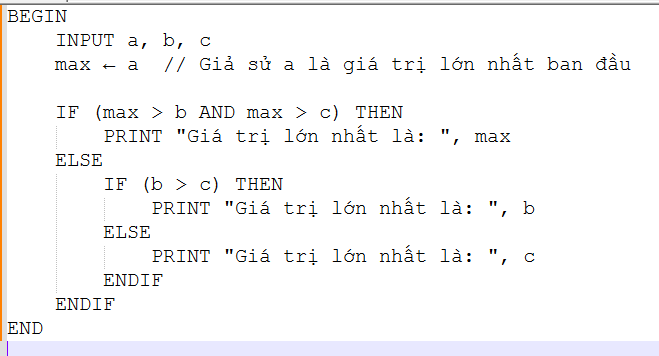 BEGIN
    INPUT a, b, c
    max ← a  // Giả sử a là giá trị lớn nhất ban đầu
    IF (max > b AND max > c) THEN
        PRINT "Giá trị lớn nhất là: ", max
    ELSE
        IF (b > c) THEN
            PRINT "Giá trị lớn nhất là: ", b
        ELSE
            PRINT "Giá trị lớn nhất là: ", c
        ENDIF
    ENDIF
END